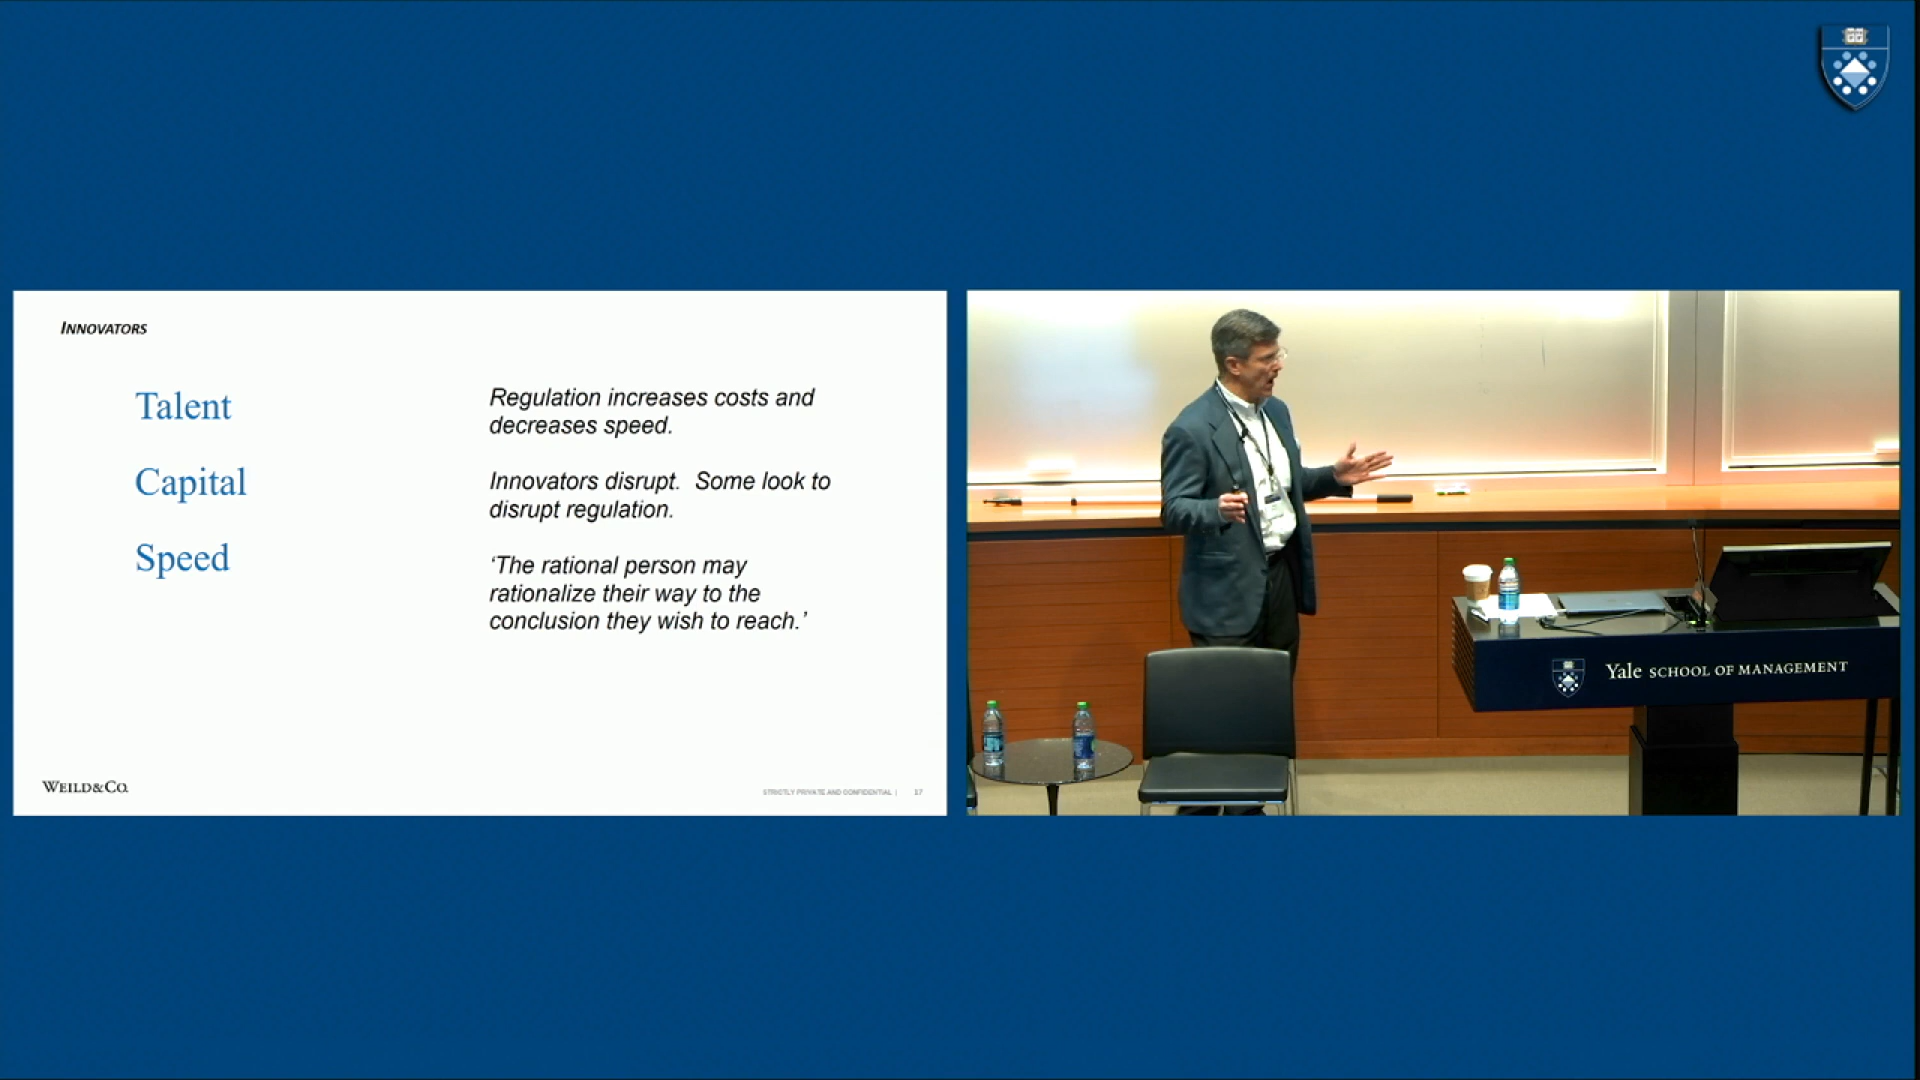 INNOVATORS
Talent
Capital
Speed
Regulation increases costs and
decreases speed.
Innovators disrupt.  Some look to
disrupt regulation.
‘The rational person may
rationalize their way to the
conclusion they wish to reach.’
WEILD&CO.
STRICTLY PRIVATE AND CONFIDENTIAL | 17
Yale SCHOOL OF MANAGEMENT